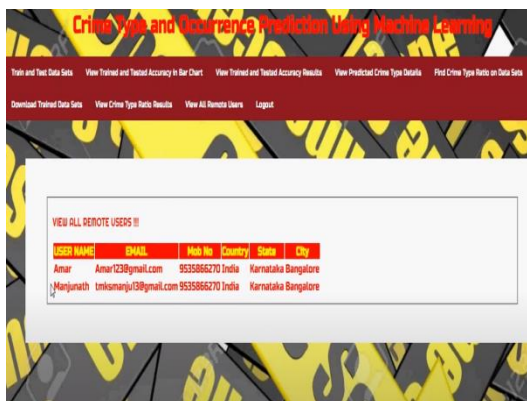 Crime Type and Occurrence Prediction Using Machine Learning
Train and Test Data Sets View Trained and Tested Accuracy in Bar Chart View Trained and Tested Accuracy Results View Predicted Crime Type Details Find Crime Type Ratio on Data Sets
Download Trained Data Sets View Crime Type Ratio Results View All Remote Users Logout
VIEW ALL REMOTE USERS !!!
USER NAME EMAIL Mob No Country State City
Amar Amar123@gmail.com 9535866270 India Karnataka Bangalore
Manjunath tmksmanju13@gmail.com 9535866270 India Karnataka Bangalore